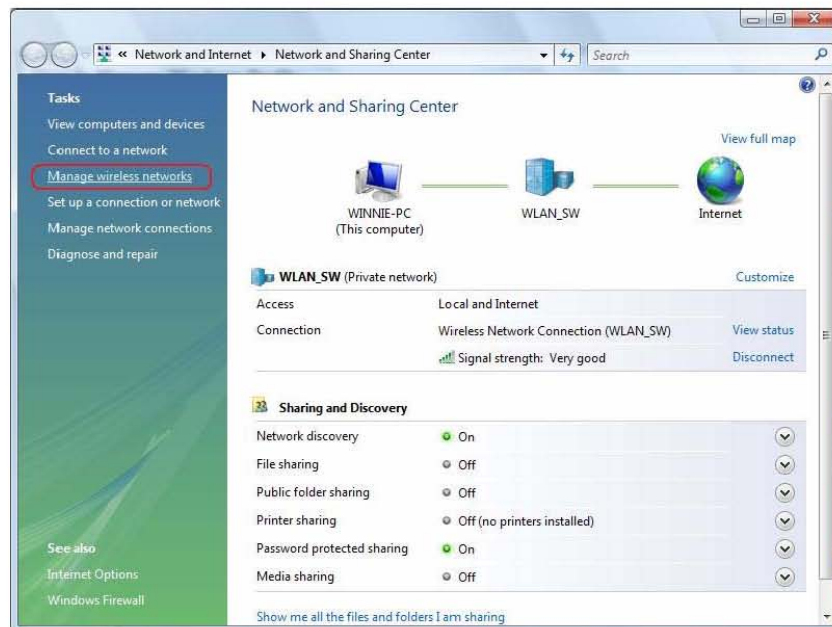 « Network and Internet ▸ Network and Sharing Center
Search
Tasks
View computers and devices
Connect to a network
Manage wireless networks
Set up a connection or network
Manage network connections
Diagnose and repair
See also
Internet Options
Windows Firewall
Network and Sharing Center
View full map
WINNIE-PC
(This computer)
WLAN_SW
Internet
WLAN_SW (Private network) Customize
Access Local and Internet
Connection Wireless Network Connection (WLAN_SW) View status
Signal strength: Very good Disconnect
Sharing and Discovery
Network discovery On
File sharing Off
Public folder sharing Off
Printer sharing Off (no printers installed)
Password protected sharing On
Media sharing Off
Show me all the files and folders I am sharing